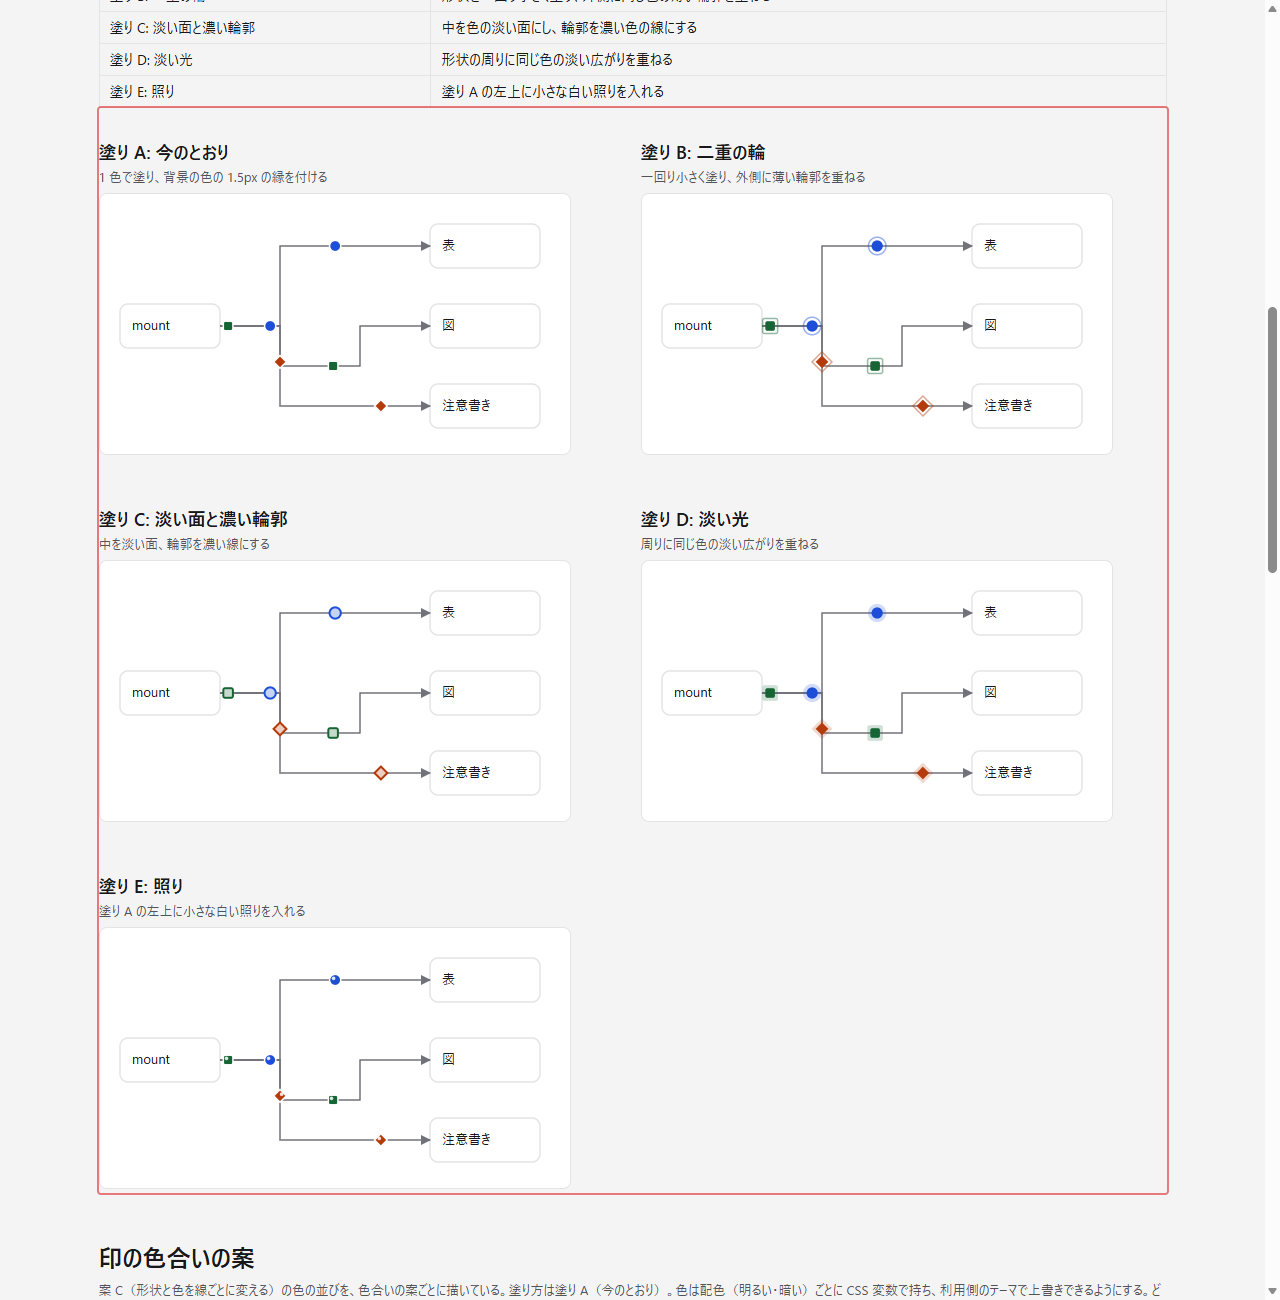 塗り C: 淡い面と濃い輪郭
中を色の淡い面にし、輪郭を濃い色の線にする
塗り D: 淡い光
形状の周りに同じ色の淡い広がりを重ねる
塗り E: 照り
塗り A の左上に小さな白い照りを入れる
塗り A: 今のとおり
1 色で塗り、背景の色の 1.5px の縁を付ける
表
mount
図
注意書き
塗り B: 二重の輪
一回り小さく塗り、外側に薄い輪郭を重ねる
表
mount
図
注意書き
塗り C: 淡い面と濃い輪郭
中を淡い面、輪郭を濃い線にする
表
mount
図
注意書き
塗り D: 淡い光
周りに同じ色の淡い広がりを重ねる
表
mount
図
注意書き
塗り E: 照り
塗り A の左上に小さな白い照りを入れる
表
mount
図
注意書き
印の色合いの案
案 C（形状と色を線ごとに変える）の色の並びを、色合いの案ごとに描いている。塗り方は塗り A（今のとおり）。色は配色（明るい・暗い）ごとに CSS 変数で持ち、利用側のテーマで上書きできるようにする。ど